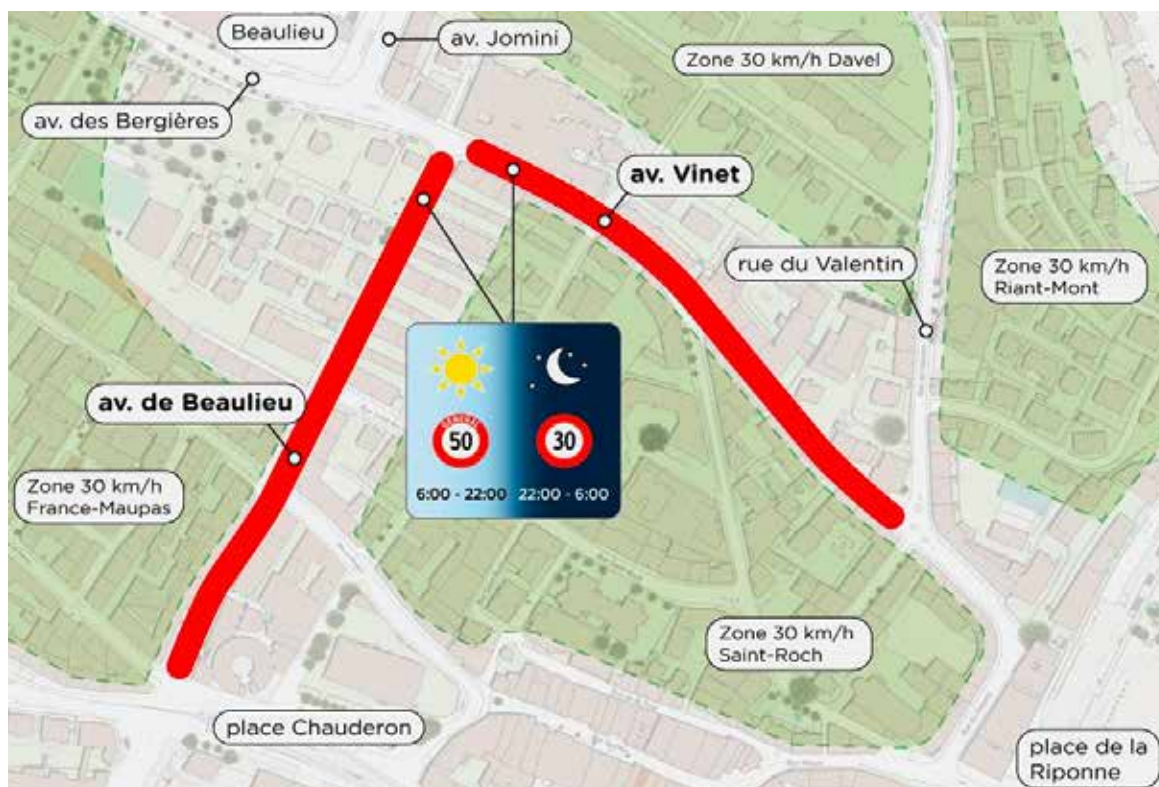 Beaulieu
av. Jomini
Zone 30 km/h Davel
av. des Bergières
av. Vinet
rue du Valentin
Zone 30 km/h
Riant-Mont
av. de Beaulieu
GENERAL
50
30
6:00 - 22:00
22:00 - 6:00
Zone 30 km/h
France-Maupas
Zone 30 km/h
Saint-Roch
place Chauderon
place de la
Riponne